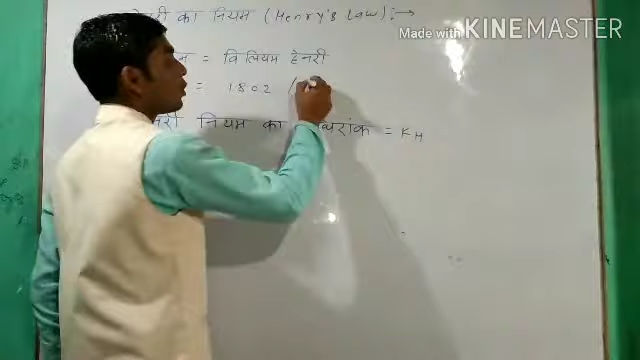 का नियम (Henry's Law) :→
Made with KINEMASTER
= विलियम हेनरी
= 1802
नियम का = KH